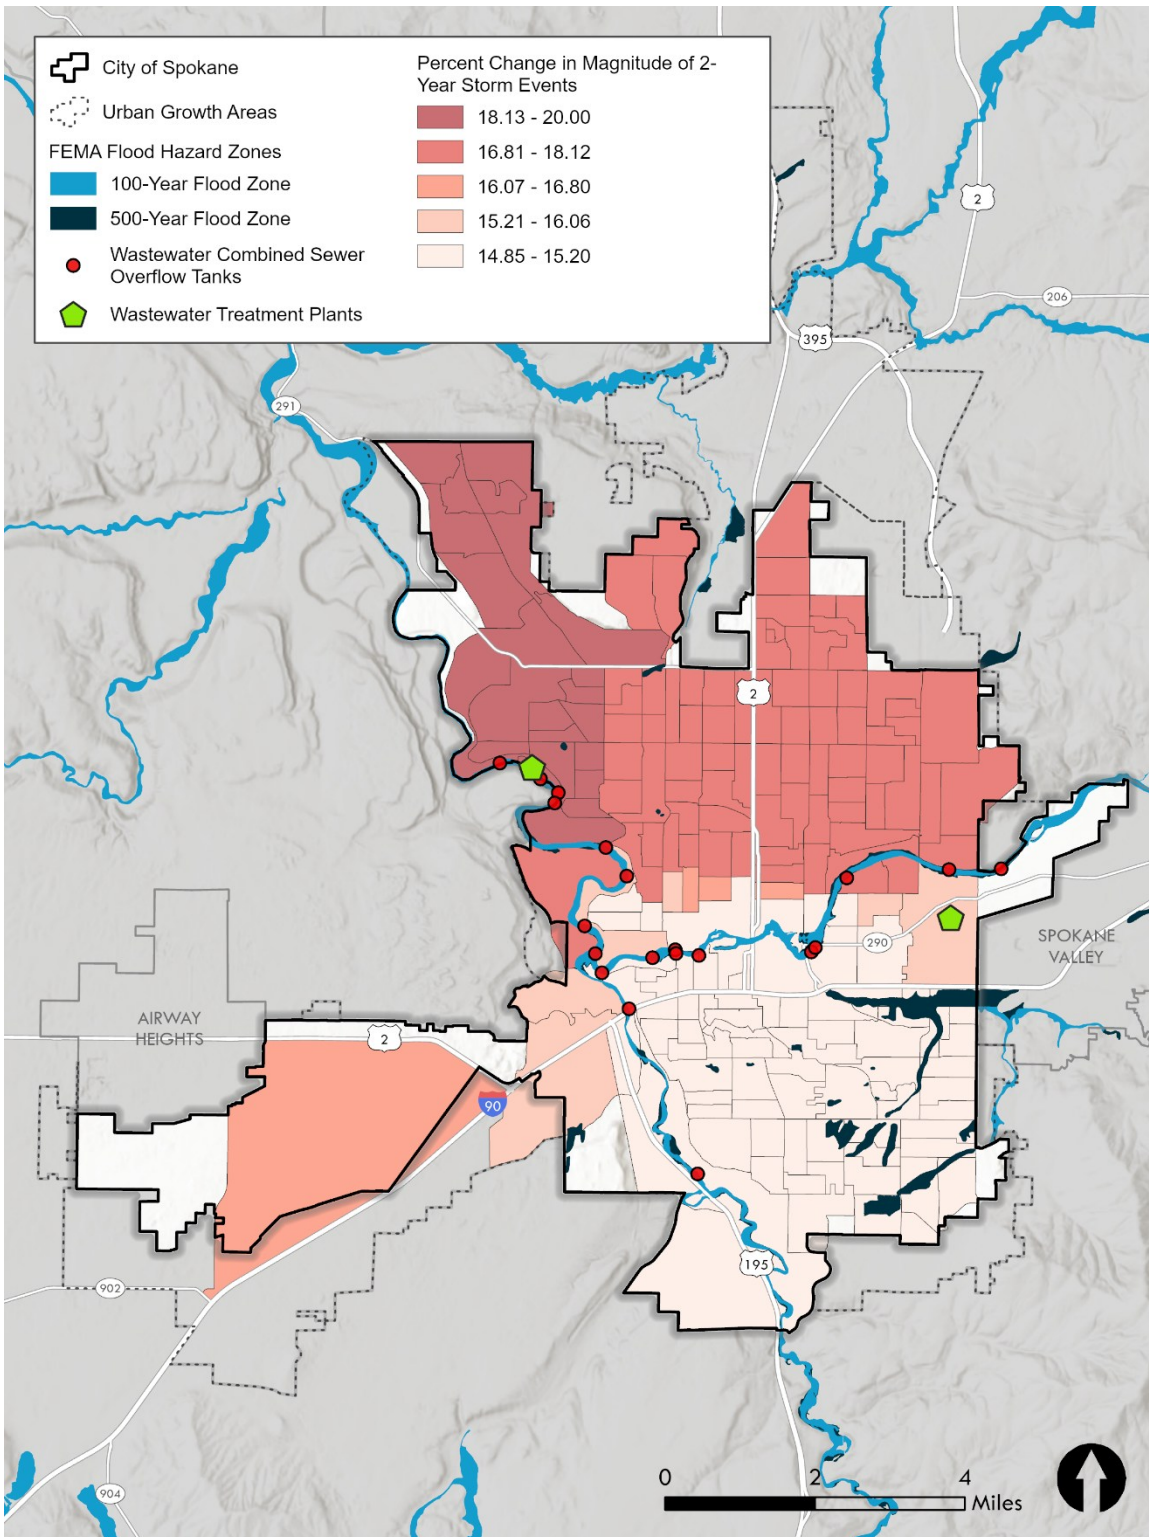 City of Spokane
Urban Growth Areas
FEMA Flood Hazard Zones
100-Year Flood Zone
500-Year Flood Zone
Wastewater Combined Sewer
Overflow Tanks
Wastewater Treatment Plants
Percent Change in Magnitude of 2-
Year Storm Events
18.13 - 20.00
16.81 - 18.12
16.07 - 16.80
15.21 - 16.06
14.85 - 15.20
2
206
395
291
2
290
SPOKANE
VALLEY
AIRWAY
HEIGHTS
2
90
195
902
904
0 2 4
Miles